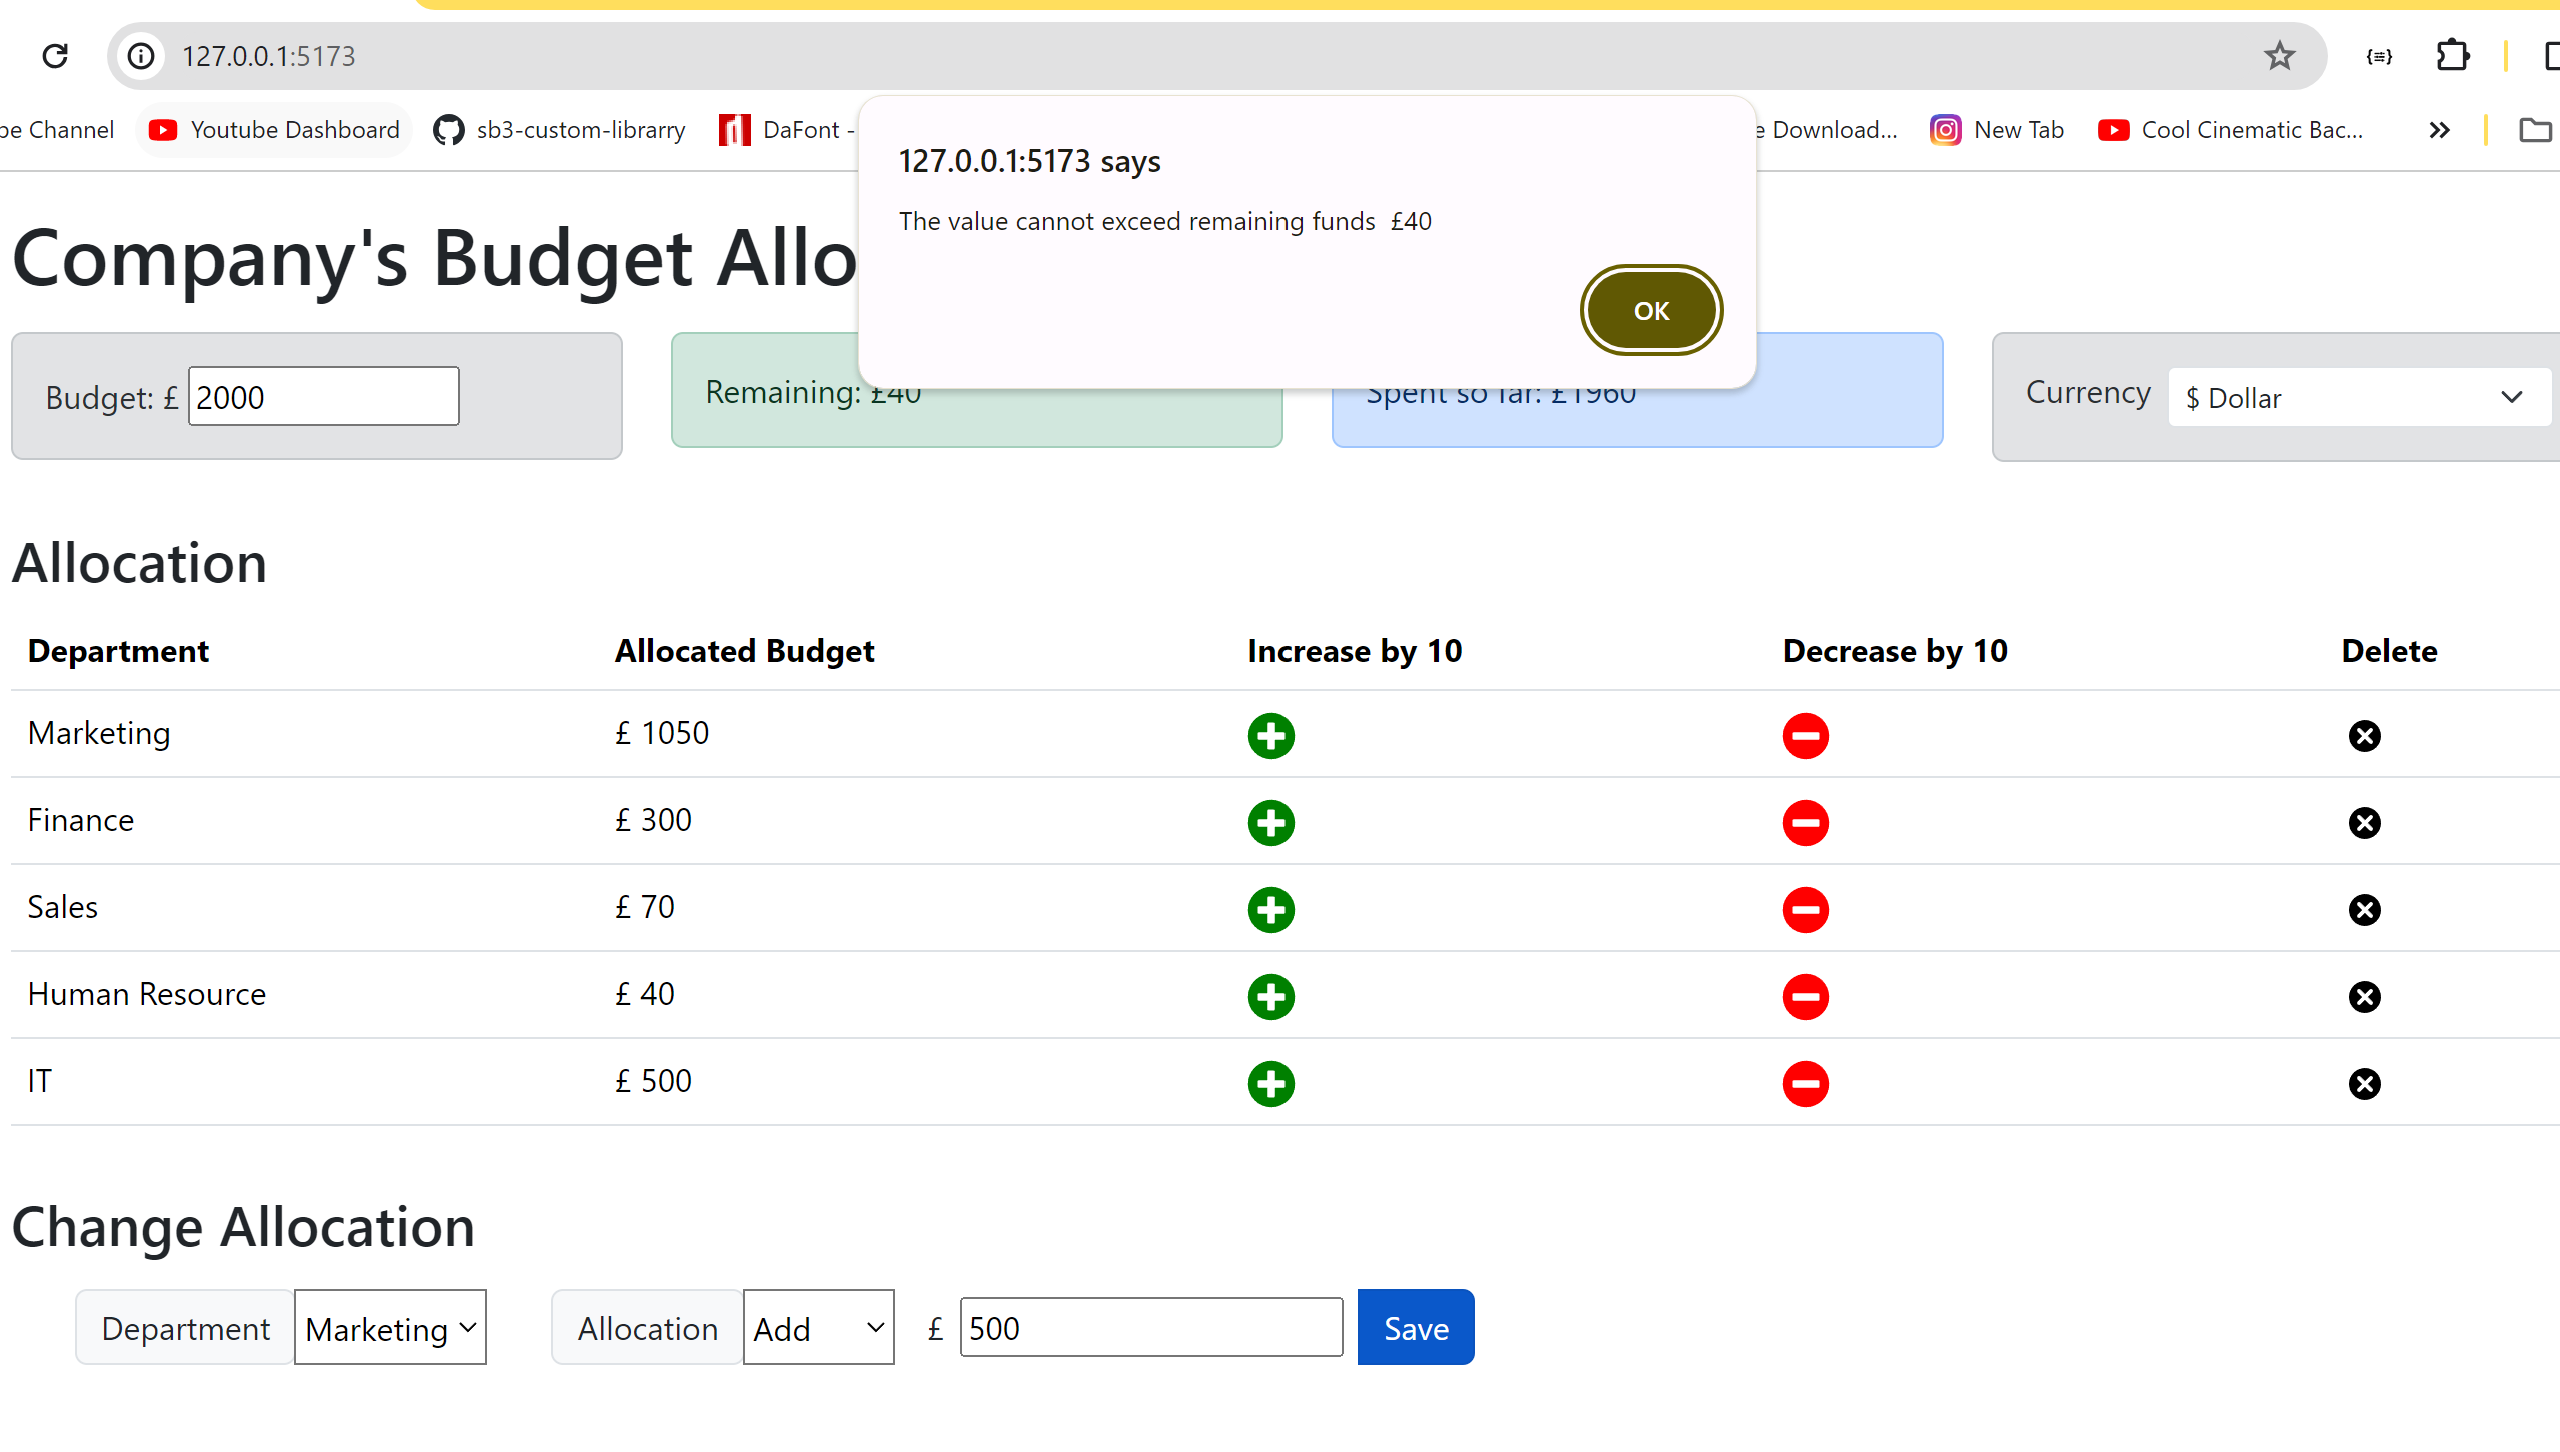 127.0.0.1:5173
be Channel Youtube Dashboard sb3-custom-librarry DaFont - e Download... New Tab Cool Cinematic Bac...
127.0.0.1:5173 says
The value cannot exceed remaining funds £40
OK
Company's Budget Allo
Budget: £ 2000 Remaining: £40 Spent so far: £1960 Currency $ Dollar
Allocation
Department Allocated Budget Increase by 10 Decrease by 10 Delete
Marketing £ 1050
Finance £ 300
Sales £ 70
Human Resource £ 40
IT £ 500
Change Allocation
Department Marketing Allocation Add £ 500 Save